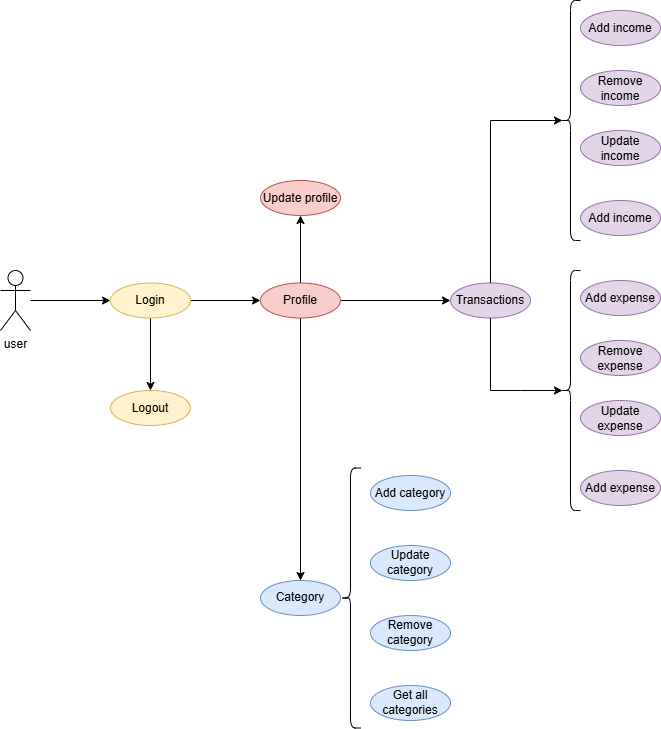 Add income
Remove
income
Update
income
Add income
Update profile
user
Login
Profile
Transactions
Logout
Add expense
Remove
expense
Update
expense
Add expense
Category
Add category
Update
category
Remove
category
Get all
categories